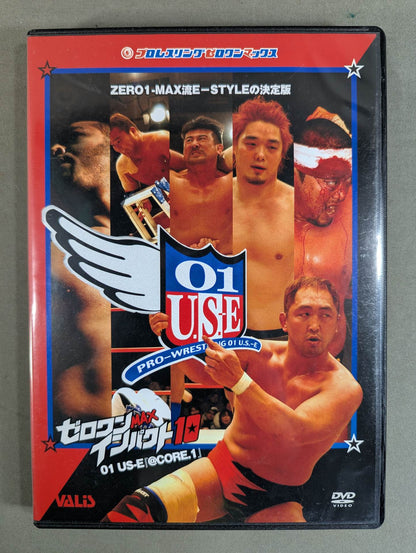 プロレスリングゼロワンマックス
ZERO1-MAX流E-STYLEの決定版
01
U.S-E
PRO-WRESTLING 01 U.S.-E
ゼロワンMAX
インパクト10
01 US-E『@CORE.1』
VALiS
DVD
VIDEO